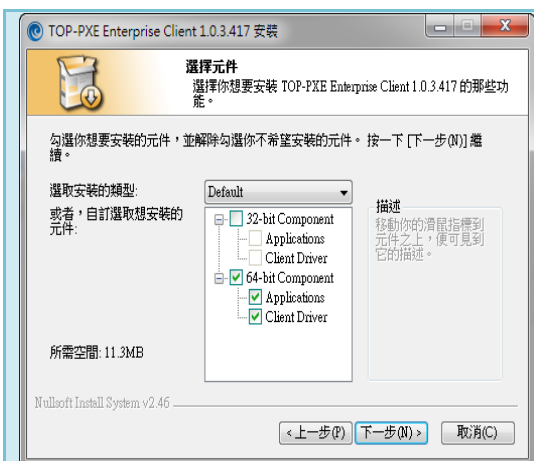 TOP-PXE Enterprise Client 1.0.3.417 安裝
選擇元件
選擇你想要安裝 TOP-PXE Enterprise Client 1.0.3.417 的那些功
能。
勾選你想要安裝的元件，並解除勾選你不希望安裝的元件。 按一下 [下一步(N)] 繼
續。
選取安裝的類型:
Default
或者，自訂選取想安裝的
元件:
32-bit Component
Applications
Client Driver
64-bit Component
Applications
Client Driver
描述
移動你的滑鼠指標到
元件之上，便可見到
它的描述。
所需空間: 11.3MB
Nullsoft Install System v2.46
<上一步(P)
下一步(N) >
取消(C)